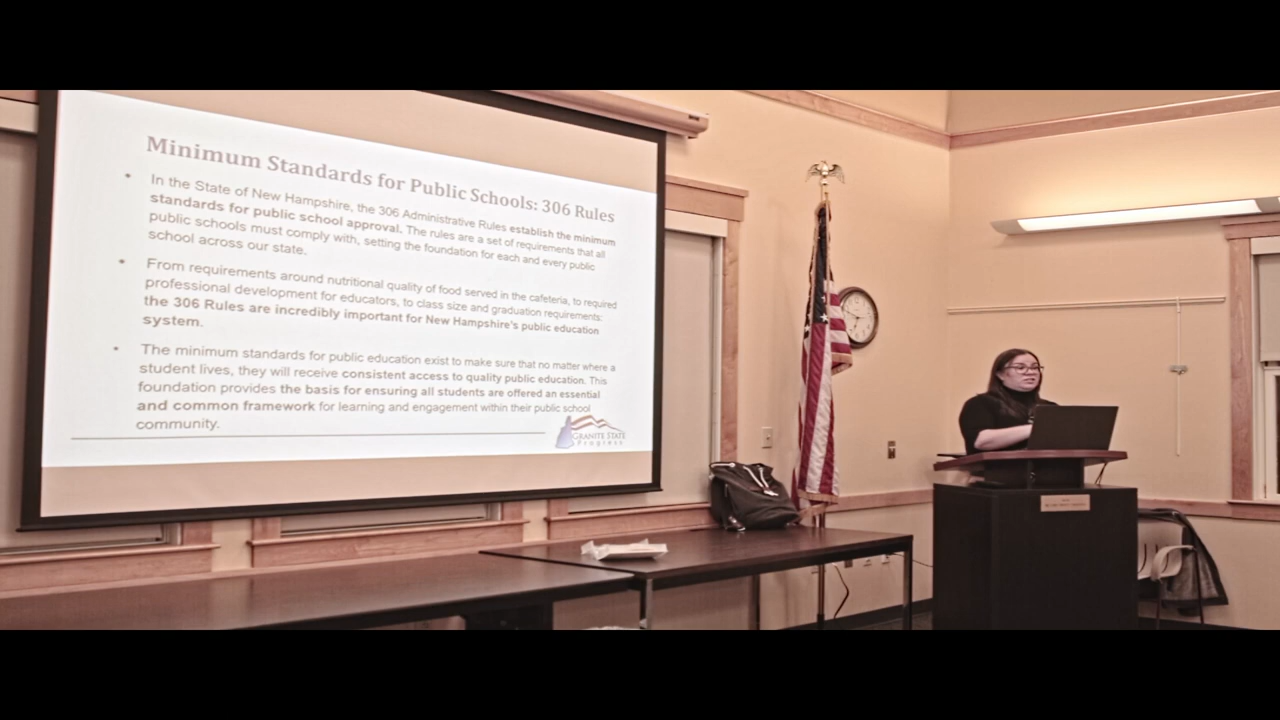 Minimum Standards for Public Schools: 306 Rules
• In the State of New Hampshire, the 306 Administrative Rules establish the minimum
standards for public school approval. The rules are a set of requirements that all
public schools must comply with, setting the foundation for each and every public
school across our state.
• From requirements around nutritional quality of food served in the cafeteria, to required
professional development for educators, to class size and graduation requirements:
the 306 Rules are incredibly important for New Hampshire's public education
system.
• The minimum standards for public education exist to make sure that no matter where a
student lives, they will receive consistent access to quality public education. This
foundation provides the basis for ensuring all students are offered an essential
and common framework for learning and engagement within their public school
community.
GRANITE STATE
Progress